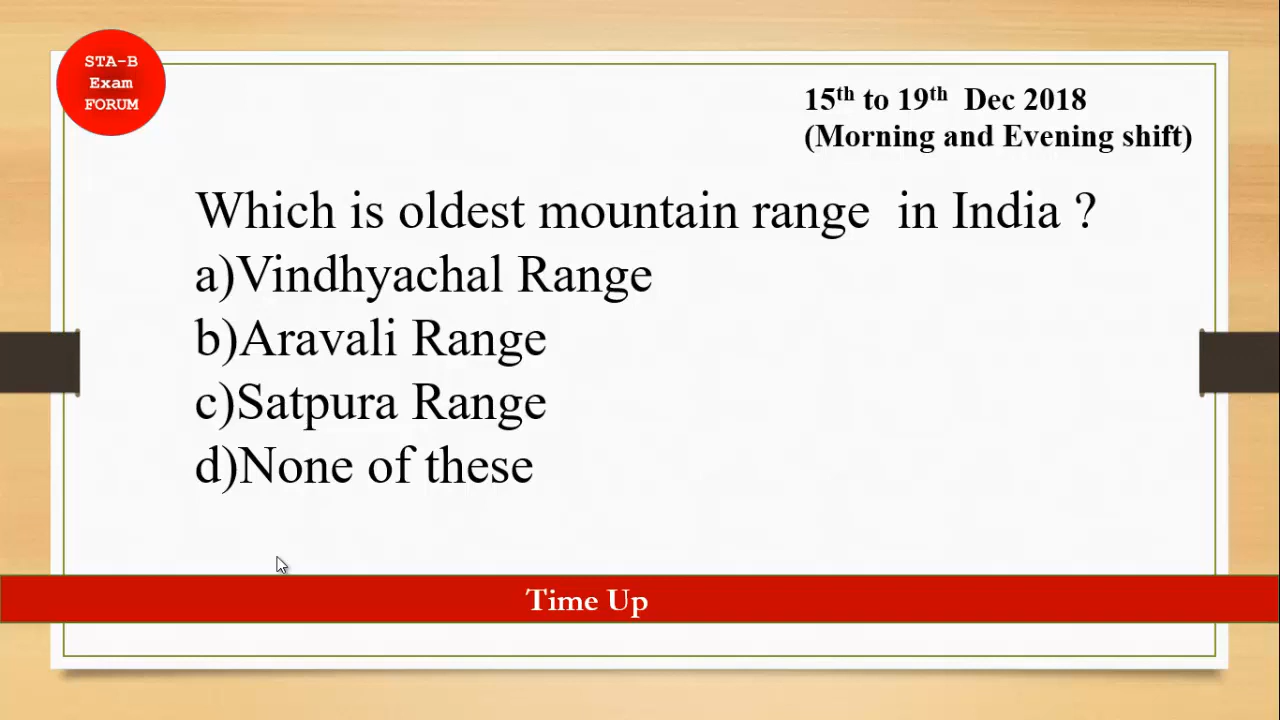 STA-B
Exam
FORUM
15th to 19th Dec 2018
(Morning and Evening shift)
Which is oldest mountain range in India ?
a)Vindhyachal Range
b)Aravali Range
c)Satpura Range
d)None of these
Time Up